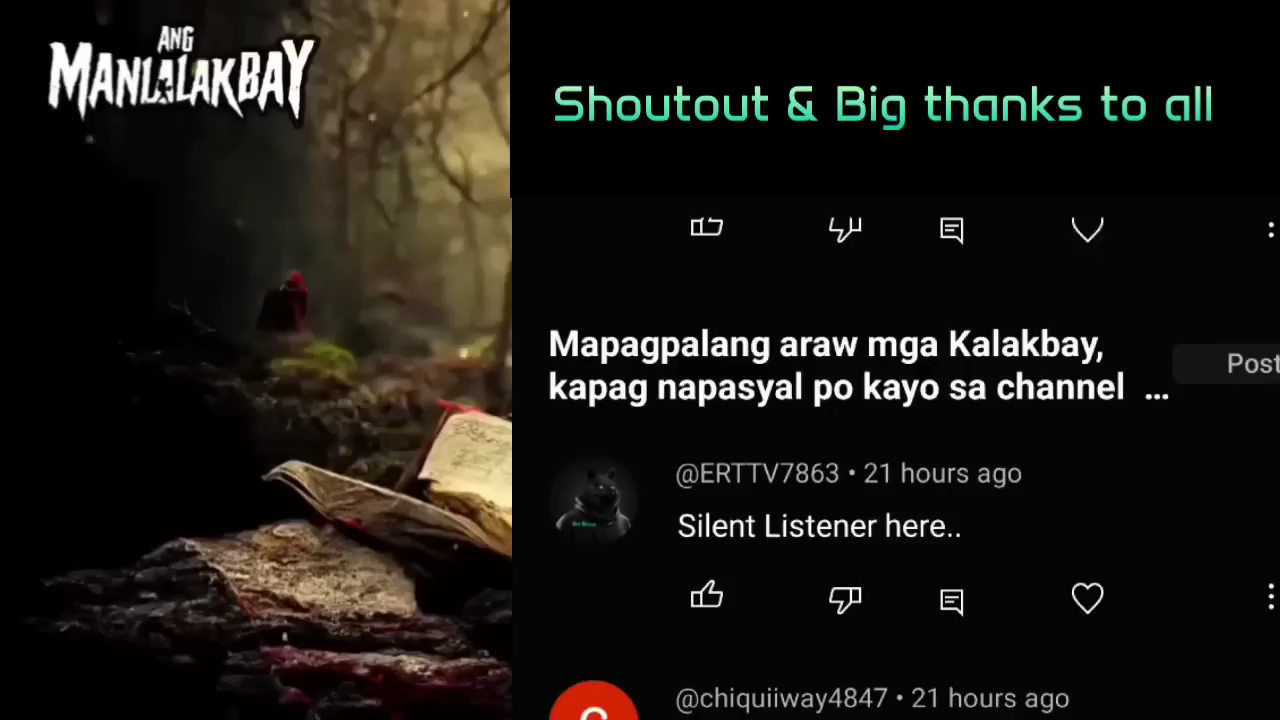 ANG
MANLALAKBAY
Shoutout & Big thanks to all
Mapagpalang araw mga Kalakbay,
kapag napasyal po kayo sa channel ...
Post
@ERTTV7863 • 21 hours ago
Silent Listener here..
@chiquiiway4847 • 21 hours ago